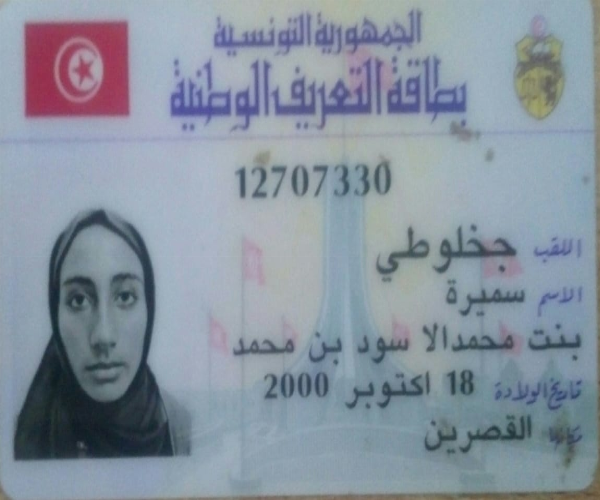 الجمهورية التونسية
بطاقة التعريف الوطنية
12707330
اللقب جخلوطي
الاسم سميرة
بنت محمدالا سود بن محمد
تاريخ الولادة 18 اكتوبر 2000
مكانها القصرين